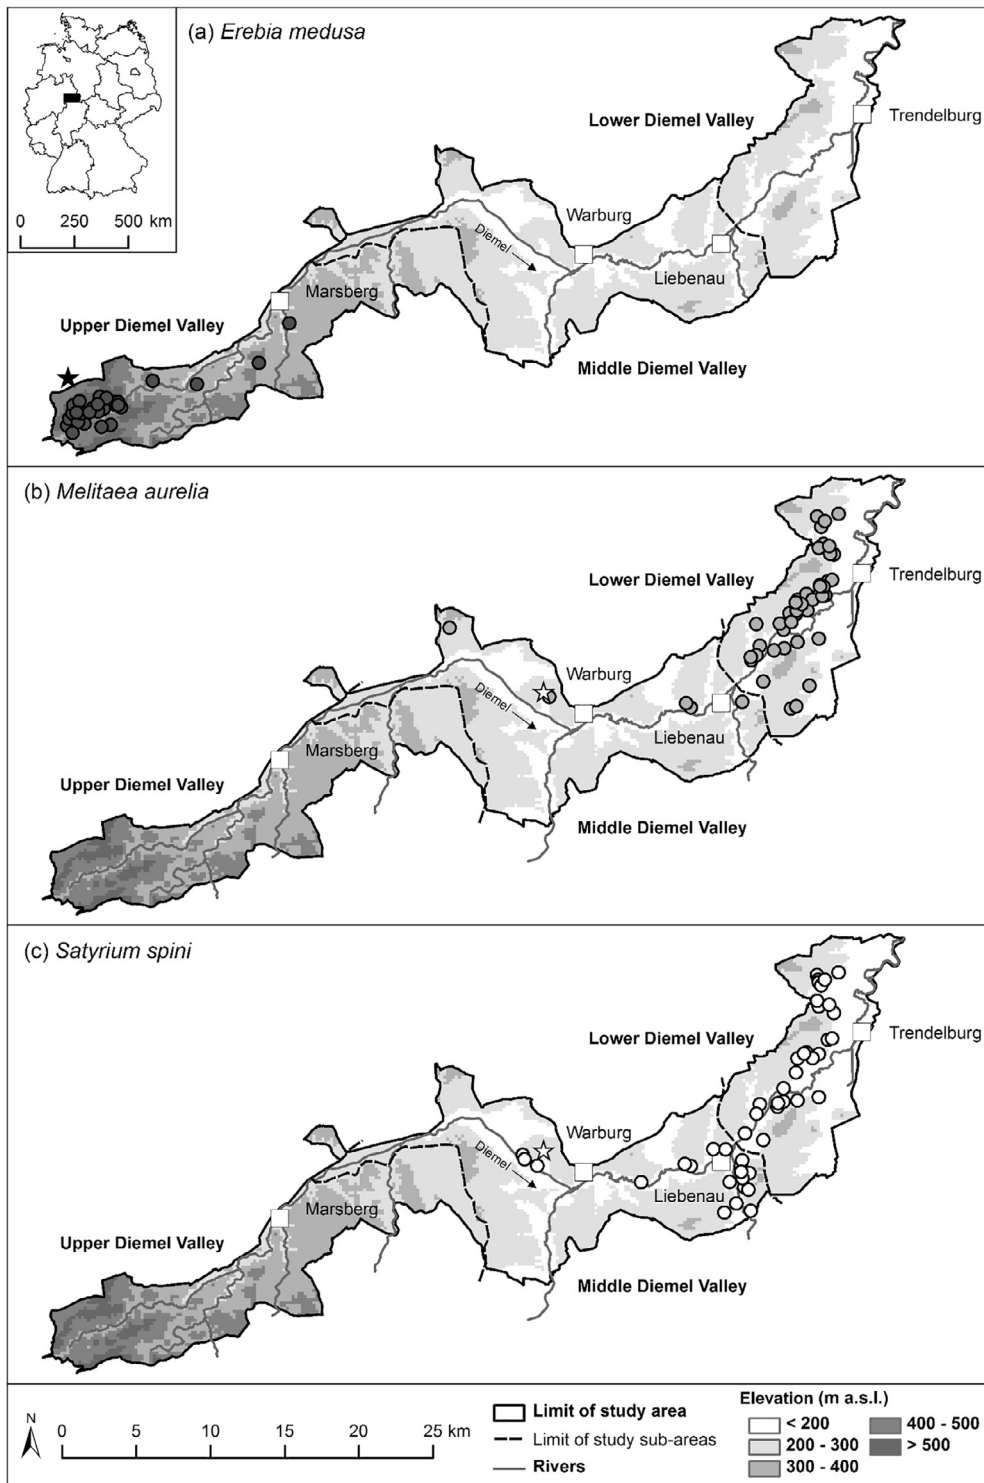 (a) Erebia medusa
0 250 500 km
Lower Diemel Valley
Trendelburg
Warburg
Diemel
Liebenau
Marsberg
Upper Diemel Valley
Middle Diemel Valley
(b) Melitaea aurelia
Lower Diemel Valley
Trendelburg
Warburg
Diemel
Liebenau
Marsberg
Upper Diemel Valley
Middle Diemel Valley
(c) Satyrium spini
Lower Diemel Valley
Trendelburg
Warburg
Diemel
Liebenau
Marsberg
Upper Diemel Valley
Middle Diemel Valley
N
0 5 10 15 20 25 km
Limit of study area
Limit of study sub-areas
Rivers
Elevation (m a.s.l.)
< 200
200 - 300
300 - 400
400 - 500
> 500